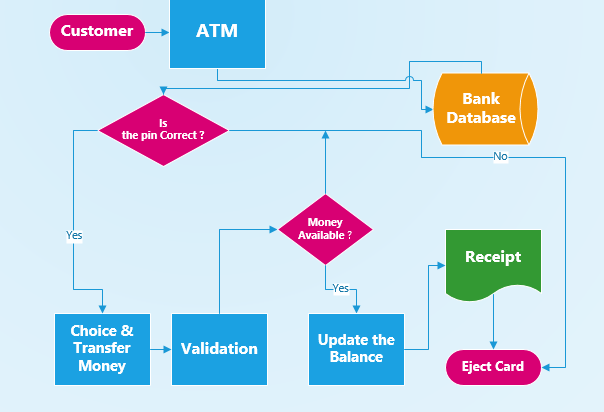 Customer
ATM
Bank
Database
Is
the pin Correct ?
No
Yes
Money
Available ?
Receipt
Yes
Choice &
Transfer
Money
Validation
Update the
Balance
Eject Card